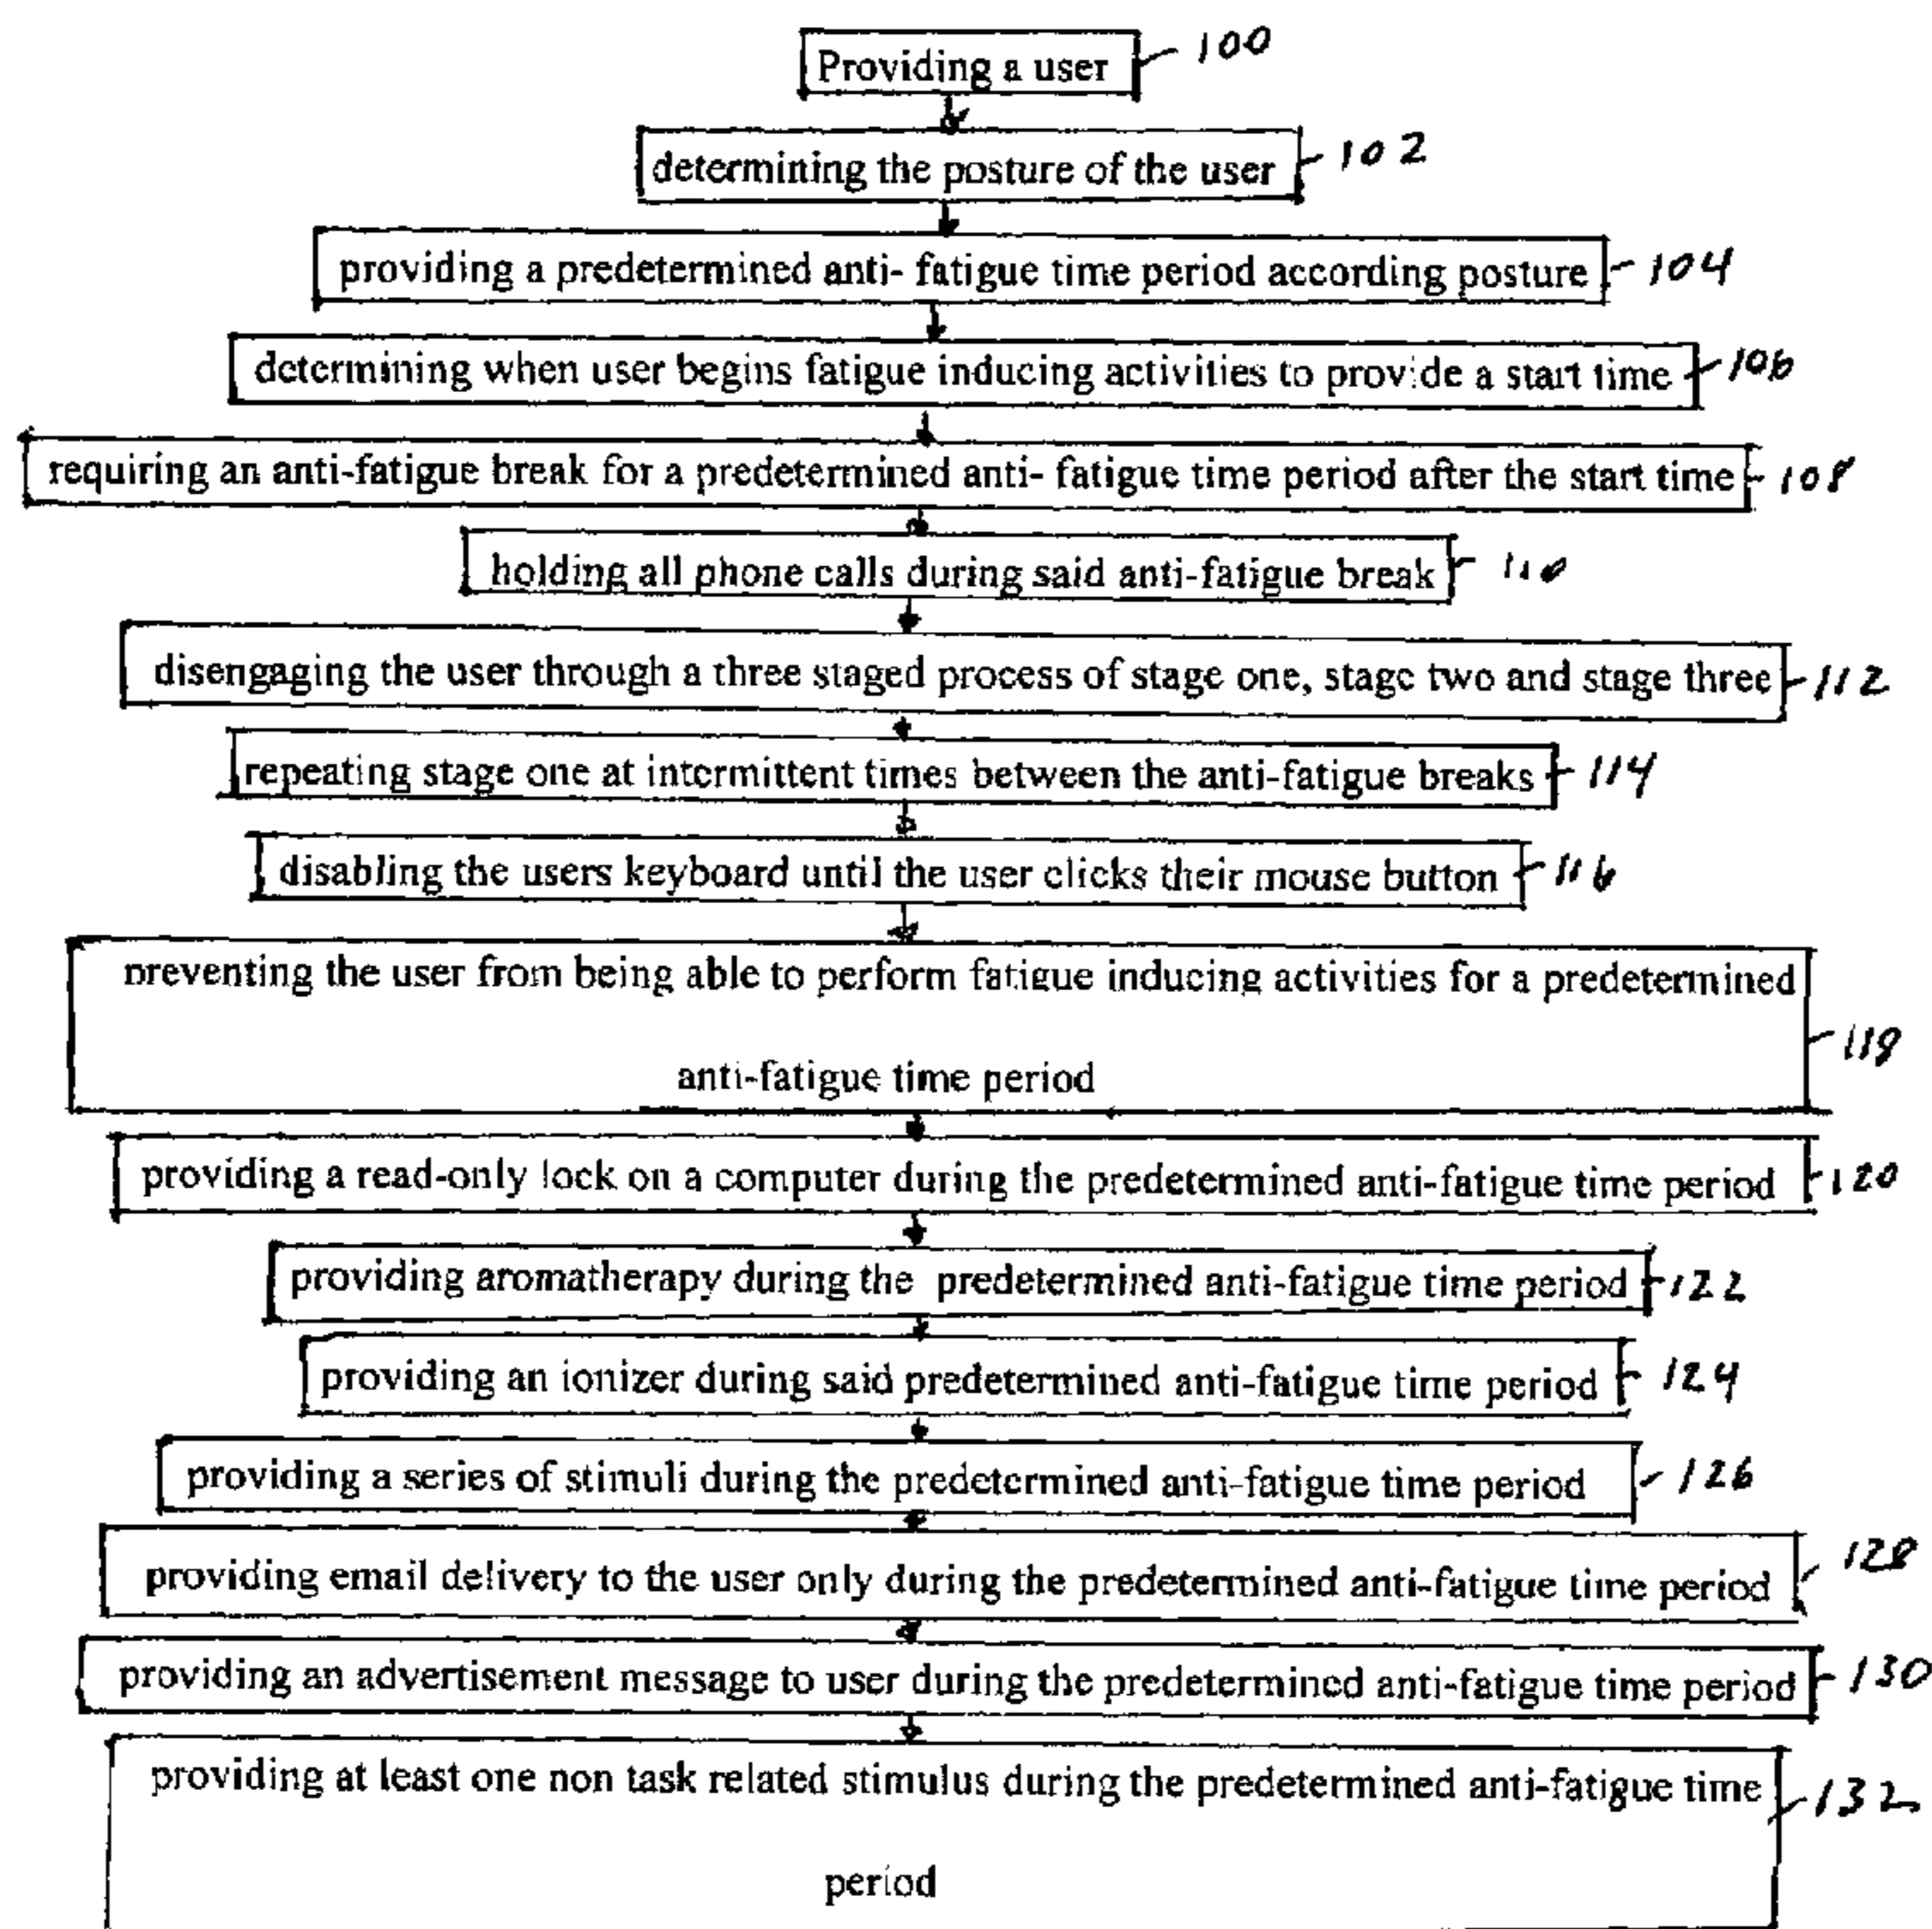 Providing a user 100
determining the posture of the user 102
providing a predetermined anti- fatigue time period according posture 104
determining when user begins fatigue inducing activities to provide a start time 106
requiring an anti-fatigue break for a predetermined anti- fatigue time period after the start time 108
holding all phone calls during said anti-fatigue break 110
disengaging the user through a three staged process of stage one, stage two and stage three 112
repeating stage one at intermittent times between the anti-fatigue breaks 114
disabling the users keyboard until the user clicks their mouse button 116
preventing the user from being able to perform fatigue inducing activities for a predetermined
118
anti-fatigue time period
providing a read-only lock on a computer during the predetermined anti-fatigue time period 120
providing aromatherapy during the predetermined anti-fatigue time period 122
providing an ionizer during said predetermined anti-fatigue time period 124
providing a series of stimuli during the predetermined anti-fatigue time period 126
providing email delivery to the user only during the predetermined anti-fatigue time period 128
providing an advertisement message to user during the predetermined anti-fatigue time period 130
providing at least one non task related stimulus during the predetermined anti-fatigue time 132
period